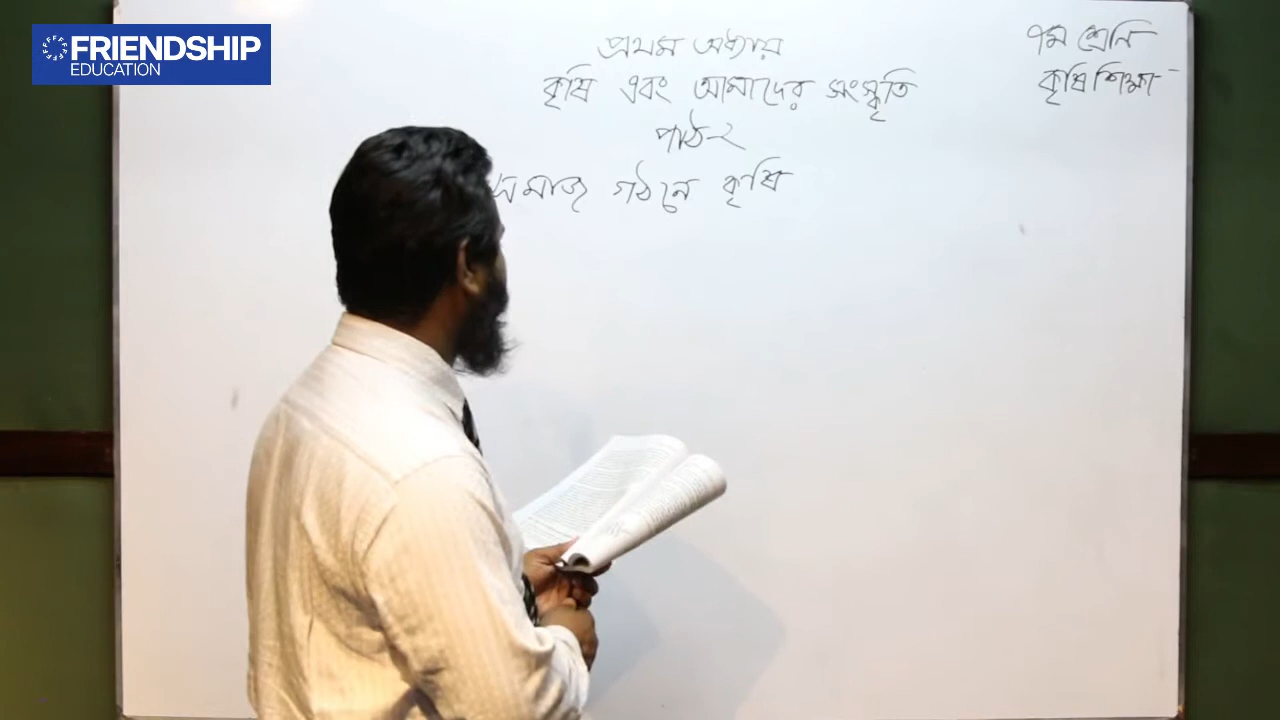 FRIENDSHIP
EDUCATION
প্রথম অধ্যায়
কৃষি এবং আমাদের সংস্কৃতি
পাঠ-২
সমাজ গঠনে কৃষি
৭ম শ্রেনি
কৃষি শিক্ষা